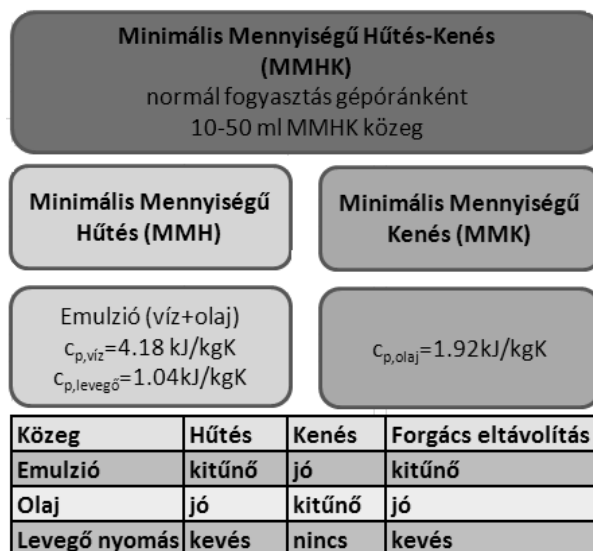 Minimális Mennyiségű Hűtés-Kenés
(MMHK)
normál fogyasztás gépóránként
10-50 ml MMHK közeg
Minimális Mennyiségű
Hűtés (MMH)
Minimális Mennyiségű
Kenés (MMK)
Emulzió (víz+olaj)
cp,víz=4.18 kJ/kgK
cp,levegő=1.04kJ/kgK
cp,olaj=1.92kJ/kgK
Közeg Hűtés Kenés Forgács eltávolítás
Emulzió kitűnő jó kitűnő
Olaj jó kitűnő jó
Levegő nyomás kevés nincs kevés